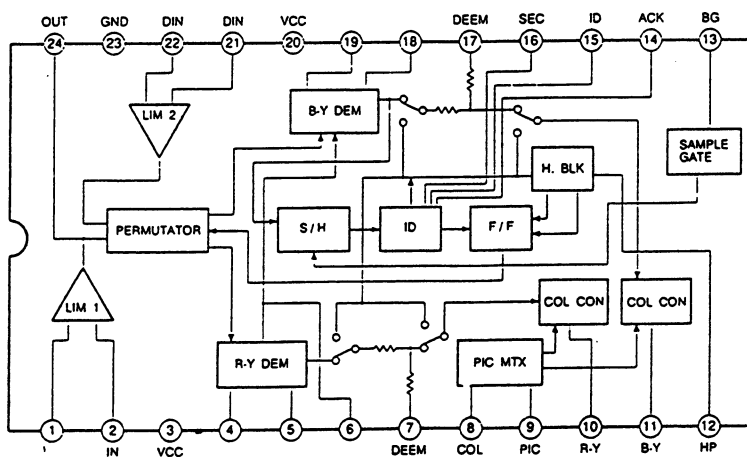 OUT GND DIN DIN VCC DEEM SEC ID ACK BG
24 23 22 21 20 19 18 17 16 15 14 13
LIM 2
B-Y DEM
SAMPLE
GATE
H. BLK
PERMUTATOR
S/H
ID
F/F
LIM 1
COL CON
COL CON
R-Y DEM
PIC MTX
1 2 3 4 5 6 7 8 9 10 11 12
IN VCC DEEM COL PIC R-Y B-Y HP